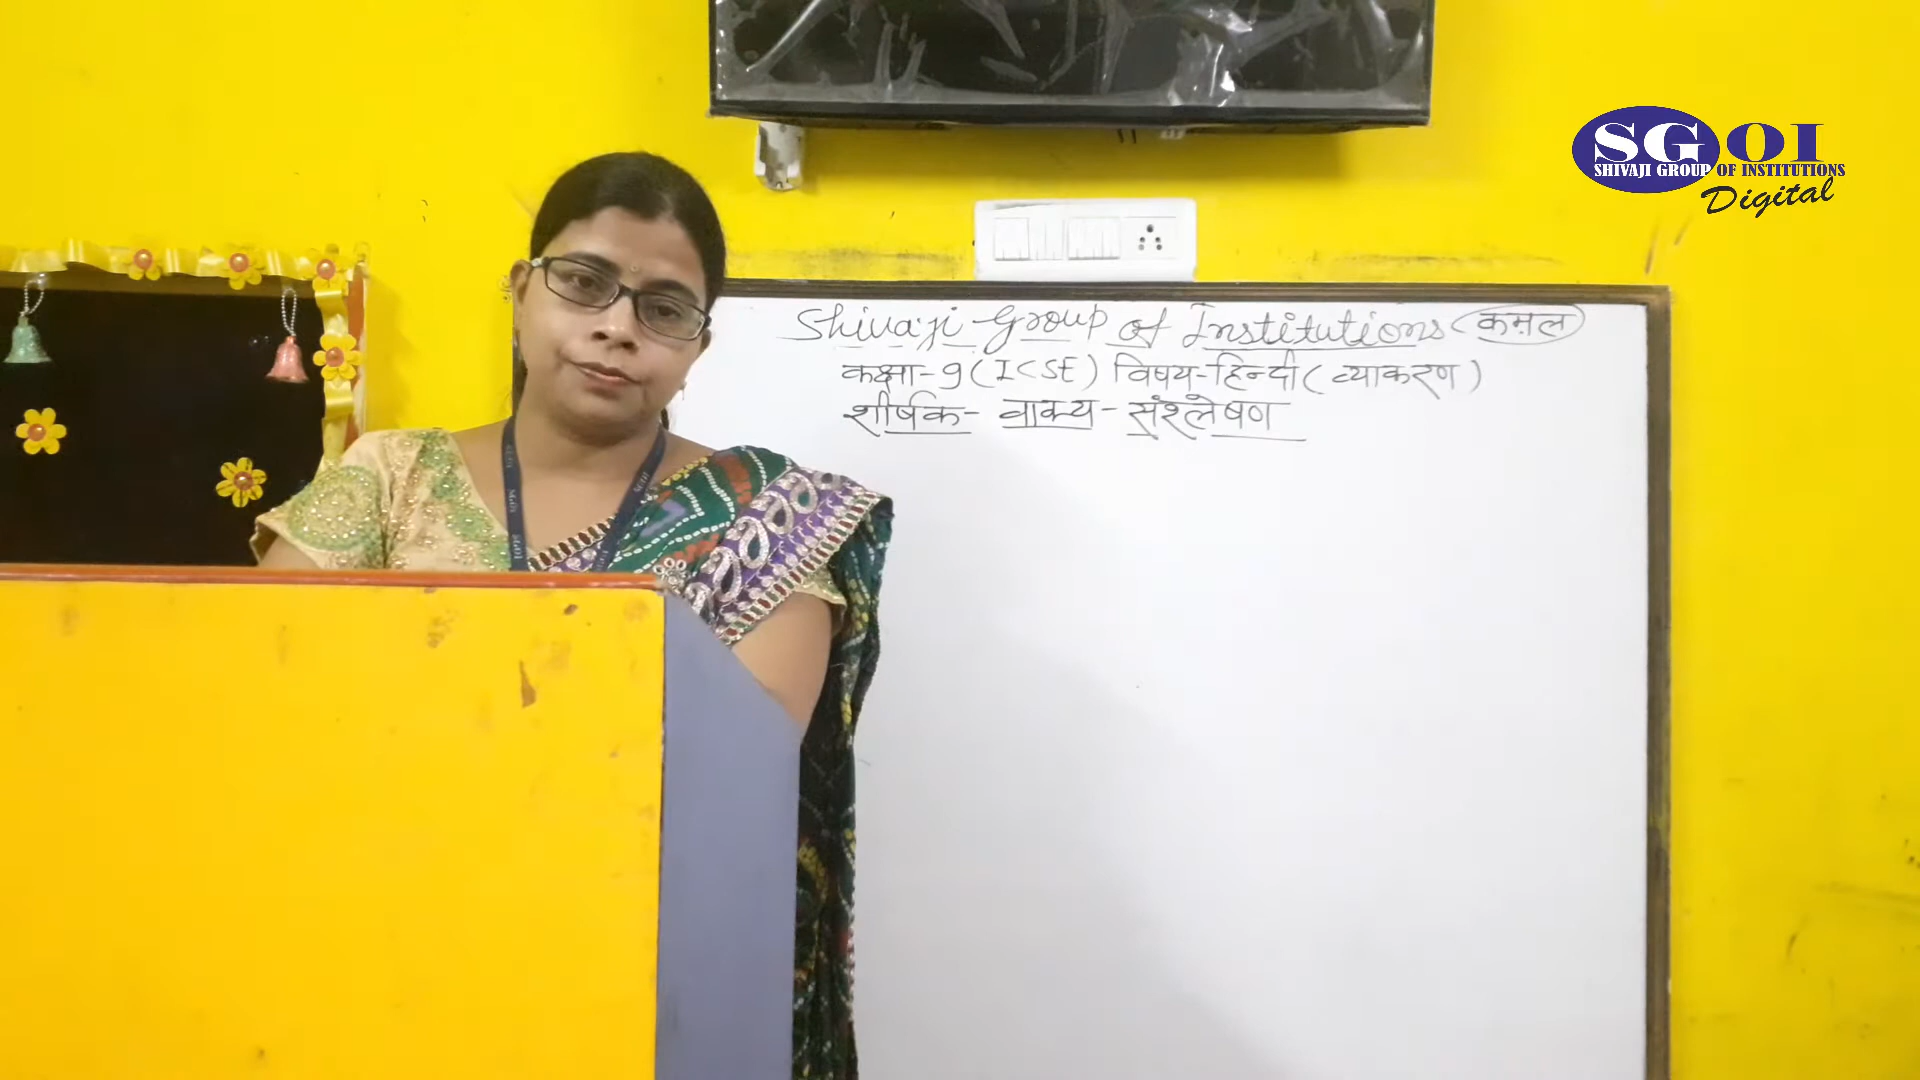 SGOI
SHIVAJI GROUP OF INSTITUTIONS
Digital
Shivaji Group of Institutions कमल
कक्षा-9 (ICSE) विषय-हिन्दी (व्याकरण)
शीर्षक- वाक्य-संश्लेषण